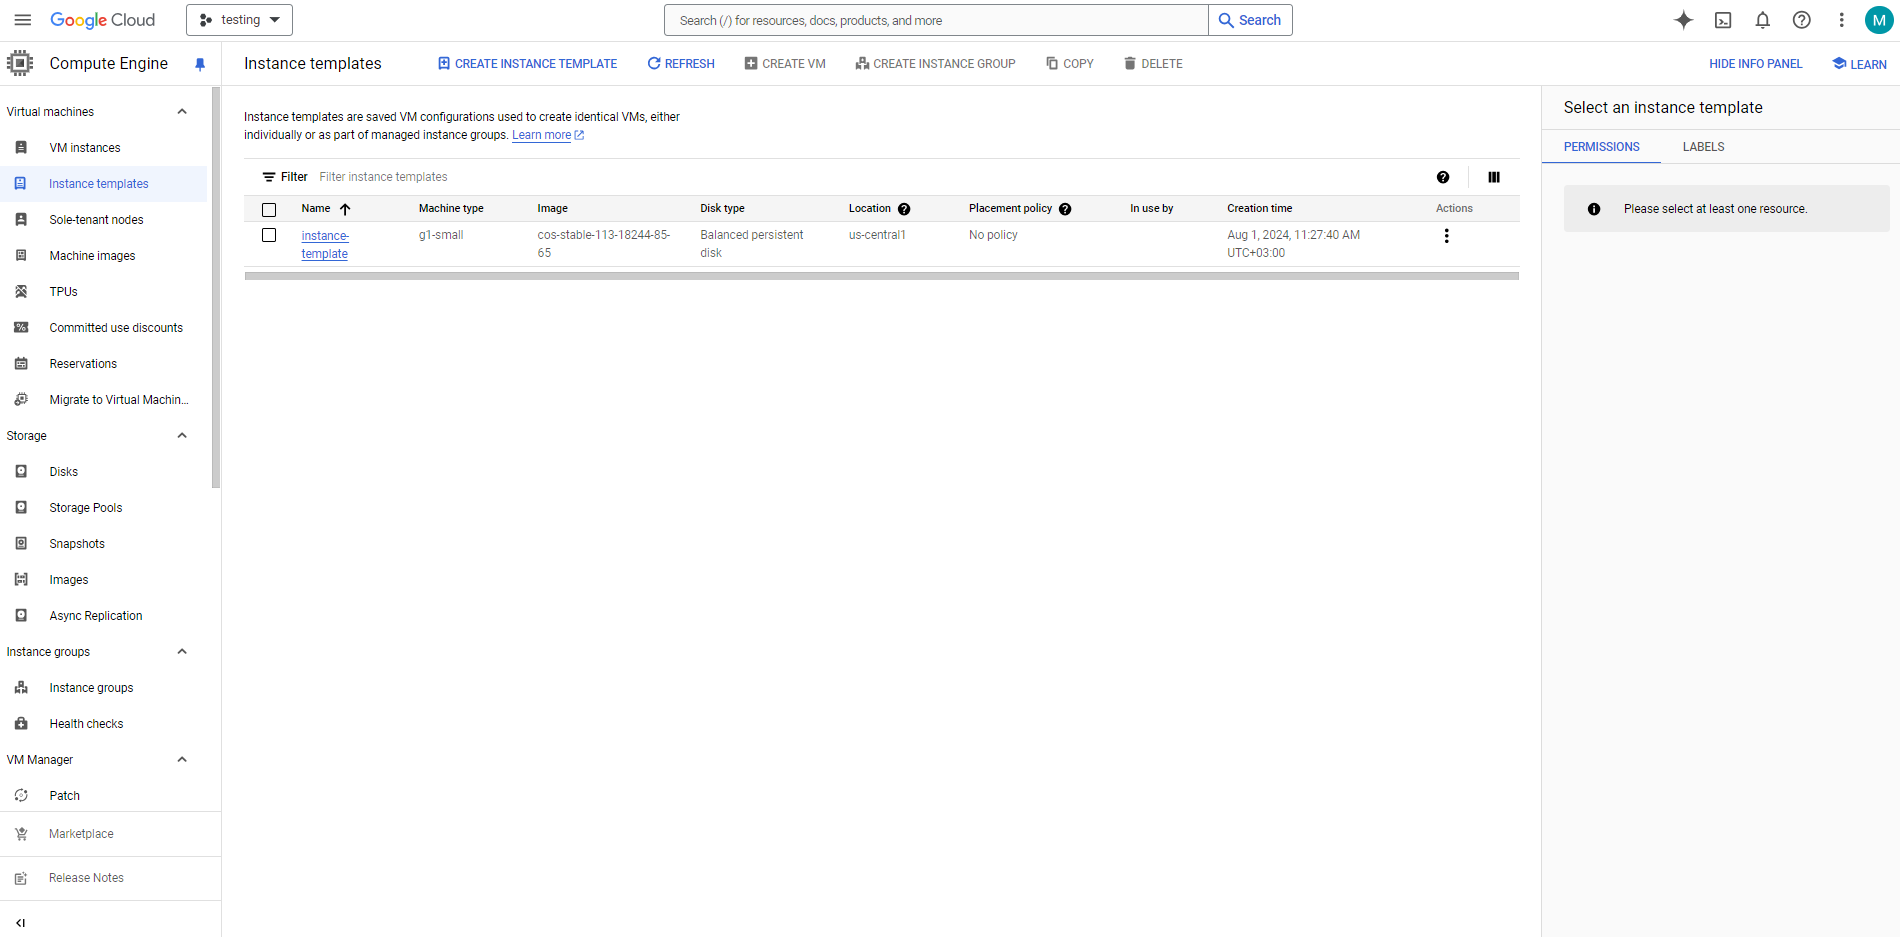 Google Cloud
testing
Search (/) for resources, docs, products, and more
Search
M
Compute Engine
Instance templates
CREATE INSTANCE TEMPLATE
REFRESH
CREATE VM
CREATE INSTANCE GROUP
COPY
DELETE
HIDE INFO PANEL
LEARN
Virtual machines
VM instances
Instance templates
Sole-tenant nodes
Machine images
TPUs
Committed use discounts
Reservations
Migrate to Virtual Machin...
Storage
Disks
Storage Pools
Snapshots
Images
Async Replication
Instance groups
Instance groups
Health checks
VM Manager
Patch
Marketplace
Release Notes
Instance templates are saved VM configurations used to create identical VMs, either
individually or as part of managed instance groups. Learn more
Filter Filter instance templates
Name Machine type Image Disk type Location Placement policy In use by Creation time Actions
instance- g1-small cos-stable-113-18244-85- Balanced persistent us-central1 No policy Aug 1, 2024, 11:27:40 AM
template 65 disk UTC+03:00
Select an instance template
PERMISSIONS LABELS
Please select at least one resource.